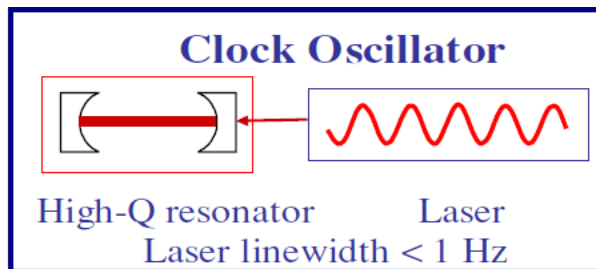 Clock Oscillator
High-Q resonator Laser
Laser linewidth < 1 Hz